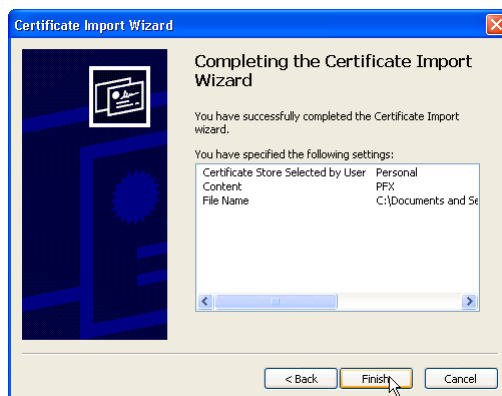 Certificate Import Wizard
Completing the Certificate Import
Wizard
You have successfully completed the Certificate Import
wizard.
You have specified the following settings:
Certificate Store Selected by User Personal
Content PFX
File Name C:\Documents and Se
< Back Finish Cancel